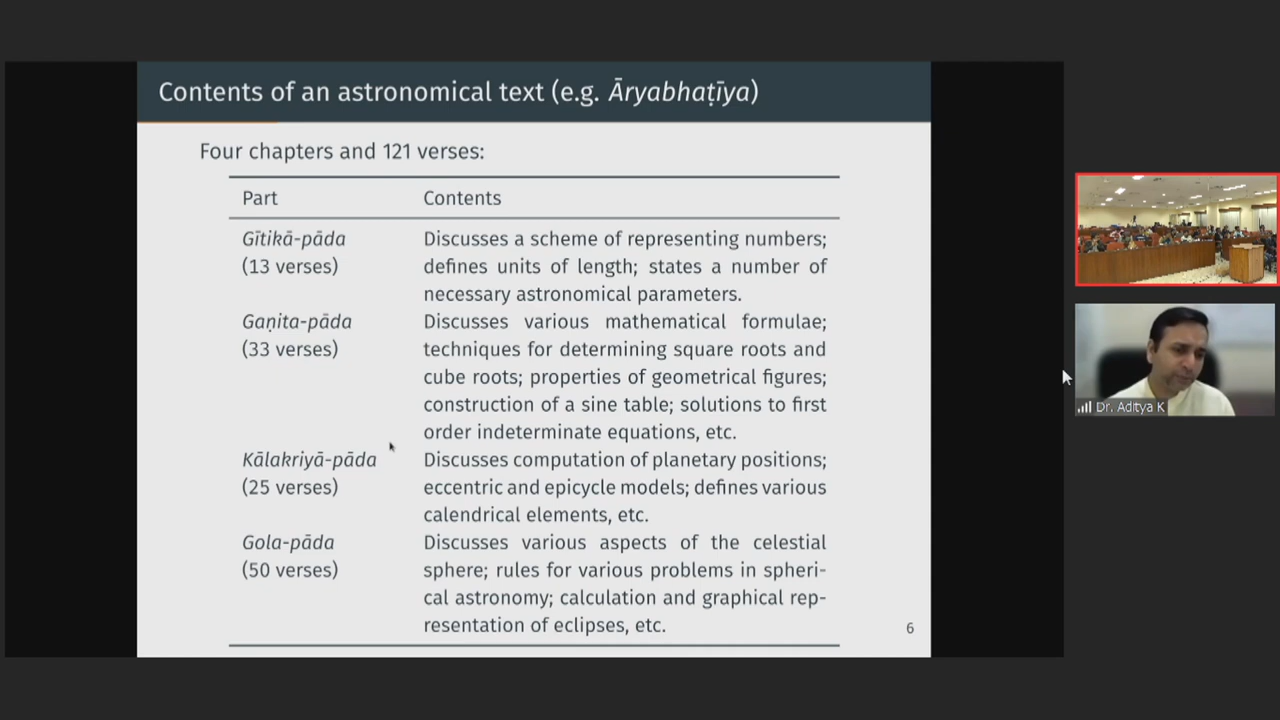 Contents of an astronomical text (e.g. Āryabhaṭīya)
Four chapters and 121 verses:
Part Contents
Gītikā-pāda Discusses a scheme of representing numbers;
(13 verses) defines units of length; states a number of
necessary astronomical parameters.
Gaṇita-pāda Discusses various mathematical formulae;
(33 verses) techniques for determining square roots and
cube roots; properties of geometrical figures;
construction of a sine table; solutions to first
order indeterminate equations, etc.
Kālakriyā-pāda Discusses computation of planetary positions;
(25 verses) eccentric and epicycle models; defines various
calendrical elements, etc.
Gola-pāda Discusses various aspects of the celestial
(50 verses) sphere; rules for various problems in spheri-
cal astronomy; calculation and graphical rep-
resentation of eclipses, etc.
6
Dr. Aditya K